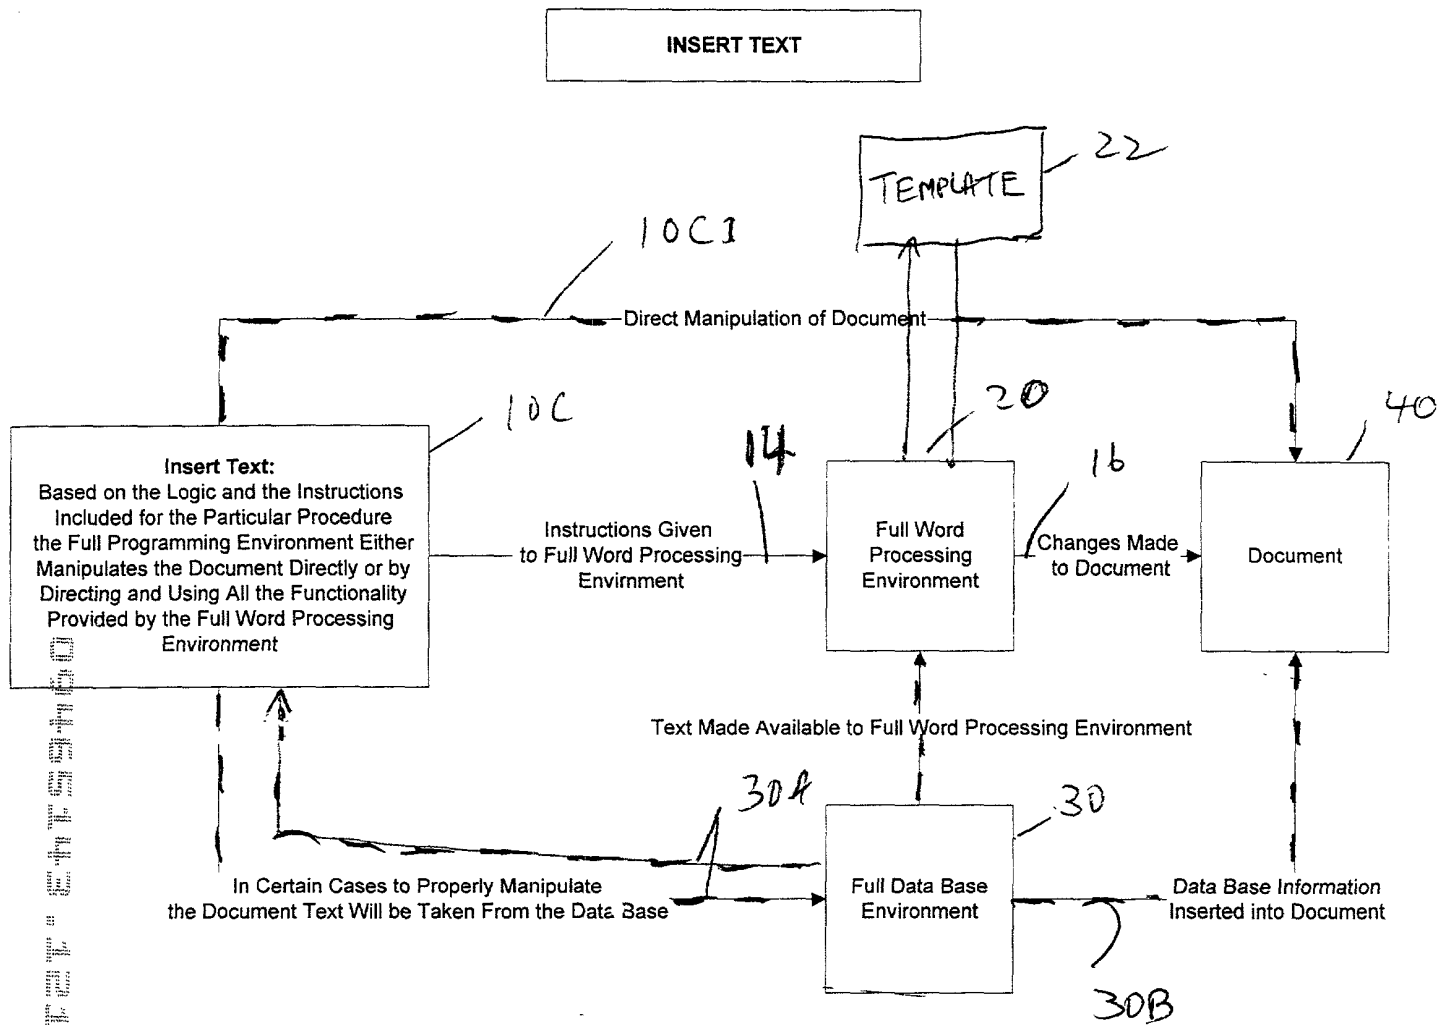 INSERT TEXT
22
TEMPLATE
10C1
Direct Manipulation of Document
20
10C
40
14
16
Insert Text:
Based on the Logic and the Instructions
Included for the Particular Procedure
the Full Programming Environment Either
Manipulates the Document Directly or by
Directing and Using All the Functionality
Provided by the Full Word Processing
Environment
Instructions Given
to Full Word Processing
Envirnment
Full Word
Processing
Environment
Changes Made
to Document
Document
Text Made Available to Full Word Processing Environment
30A
30
In Certain Cases to Properly Manipulate
the Document Text Will be Taken From the Data Base
Full Data Base
Environment
Data Base Information
Inserted into Document
30B